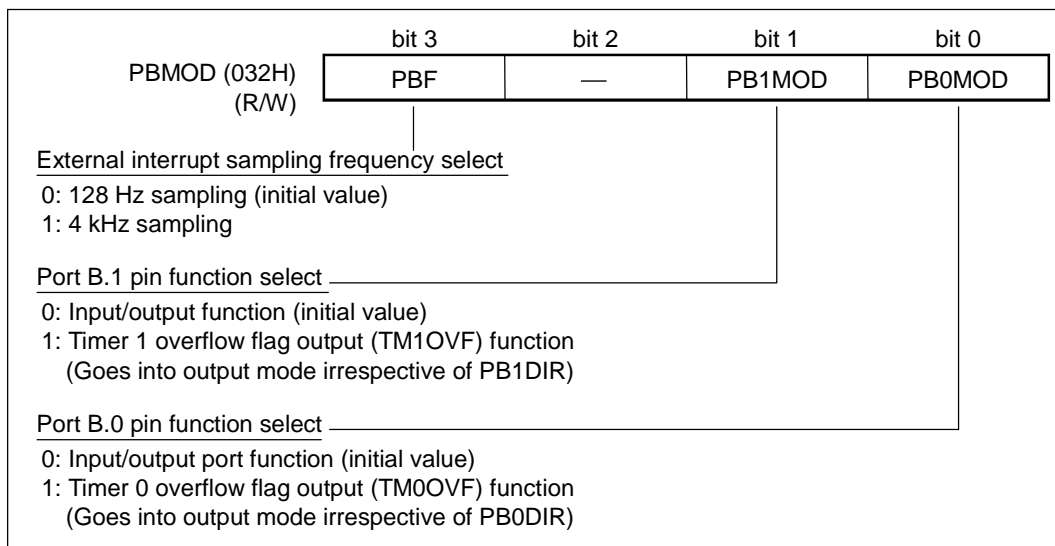 bit 3 bit 2 bit 1 bit 0
PBMOD (032H) PBF — PB1MOD PB0MOD
(R/W)
External interrupt sampling frequency select
0: 128 Hz sampling (initial value)
1: 4 kHz sampling
Port B.1 pin function select
0: Input/output function (initial value)
1: Timer 1 overflow flag output (TM1OVF) function
(Goes into output mode irrespective of PB1DIR)
Port B.0 pin function select
0: Input/output port function (initial value)
1: Timer 0 overflow flag output (TM0OVF) function
(Goes into output mode irrespective of PB0DIR)